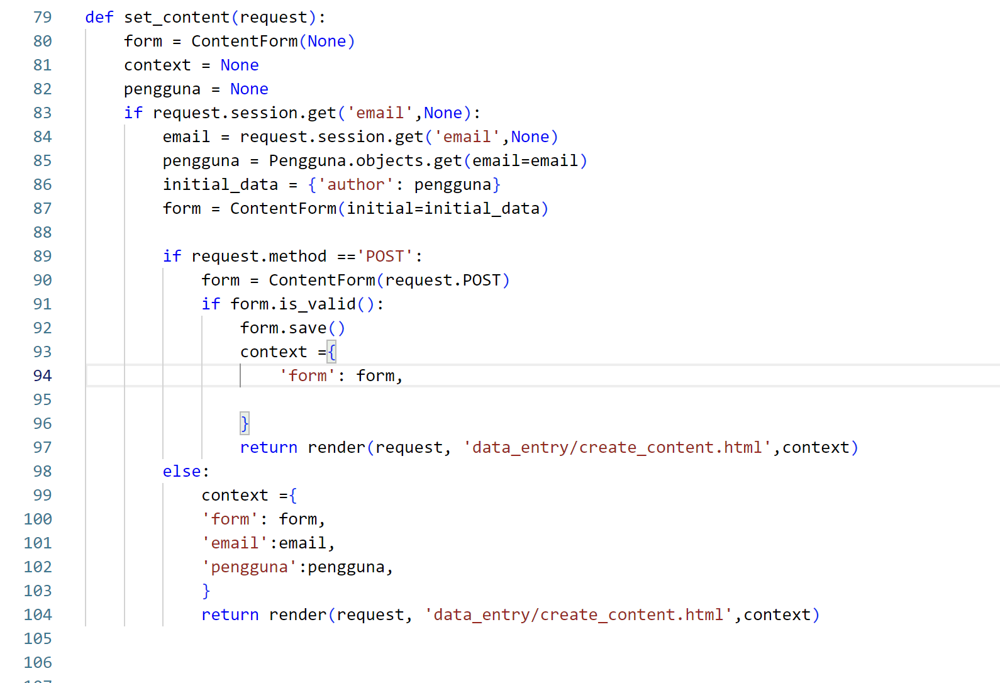 79 def set_content(request):
80 form = ContentForm(None)
81 context = None
82 pengguna = None
83 if request.session.get('email',None):
84 email = request.session.get('email',None)
85 pengguna = Pengguna.objects.get(email=email)
86 initial_data = {'author': pengguna}
87 form = ContentForm(initial=initial_data)
88
89 if request.method =='POST':
90 form = ContentForm(request.POST)
91 if form.is_valid():
92 form.save()
93 context ={
94 'form': form,
95
96 }
97 return render(request, 'data_entry/create_content.html',context)
98 else:
99 context ={
100 'form': form,
101 'email':email,
102 'pengguna':pengguna,
103 }
104 return render(request, 'data_entry/create_content.html',context)
105
106
107